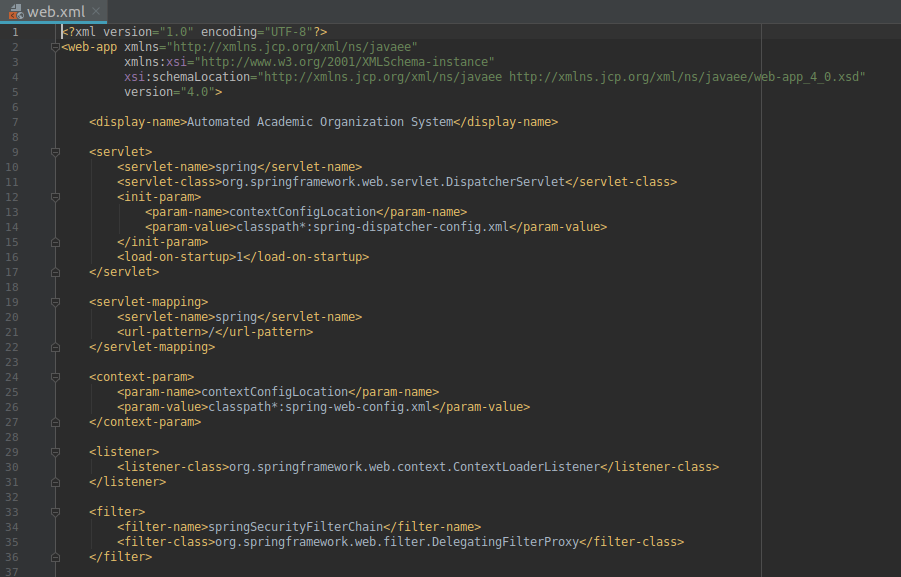 web.xml
1 <?xml version="1.0" encoding="UTF-8"?>
2 <web-app xmlns="http://xmlns.jcp.org/xml/ns/javaee"
3          xmlns:xsi="http://www.w3.org/2001/XMLSchema-instance"
4          xsi:schemaLocation="http://xmlns.jcp.org/xml/ns/javaee http://xmlns.jcp.org/xml/ns/javaee/web-app_4_0.xsd"
5          version="4.0">
6
7     <display-name>Automated Academic Organization System</display-name>
8
9     <servlet>
10         <servlet-name>spring</servlet-name>
11         <servlet-class>org.springframework.web.servlet.DispatcherServlet</servlet-class>
12         <init-param>
13             <param-name>contextConfigLocation</param-name>
14             <param-value>classpath*:spring-dispatcher-config.xml</param-value>
15         </init-param>
16         <load-on-startup>1</load-on-startup>
17     </servlet>
18
19     <servlet-mapping>
20         <servlet-name>spring</servlet-name>
21         <url-pattern>/</url-pattern>
22     </servlet-mapping>
23
24     <context-param>
25         <param-name>contextConfigLocation</param-name>
26         <param-value>classpath*:spring-web-config.xml</param-value>
27     </context-param>
28
29     <listener>
30         <listener-class>org.springframework.web.context.ContextLoaderListener</listener-class>
31     </listener>
32
33     <filter>
34         <filter-name>springSecurityFilterChain</filter-name>
35         <filter-class>org.springframework.web.filter.DelegatingFilterProxy</filter-class>
36     </filter>
37